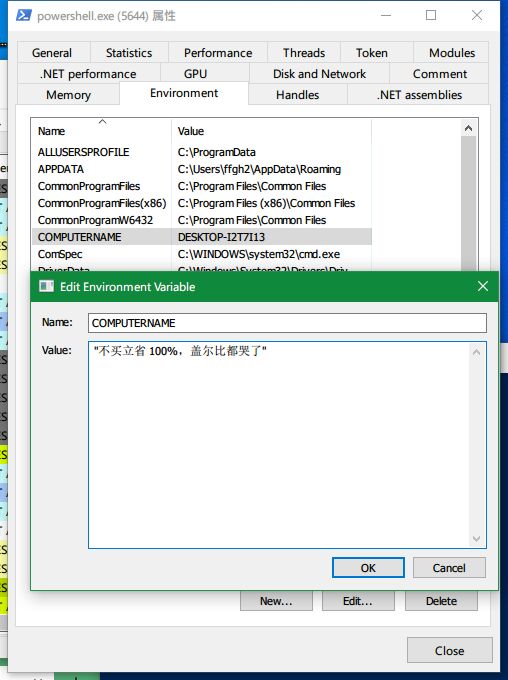 powershell.exe (5644) 属性
General Statistics Performance Threads Token Modules
.NET performance GPU Disk and Network Comment
Memory Environment Handles .NET assemblies
Name Value
ALLUSERSPROFILE C:\ProgramData
APPDATA C:\Users\ffgh2\AppData\Roaming
CommonProgramFiles C:\Program Files\Common Files
CommonProgramFiles(x86) C:\Program Files (x86)\Common Files
CommonProgramW6432 C:\Program Files\Common Files
COMPUTERNAME DESKTOP-I2T7I13
ComSpec C:\WINDOWS\system32\cmd.exe
DriverData C:\Windows\System32\Drivers\Driv
Edit Environment Variable
Name: COMPUTERNAME
Value: "不买立省 100%，盖尔比都哭了"
OK Cancel
New... Edit... Delete
Close